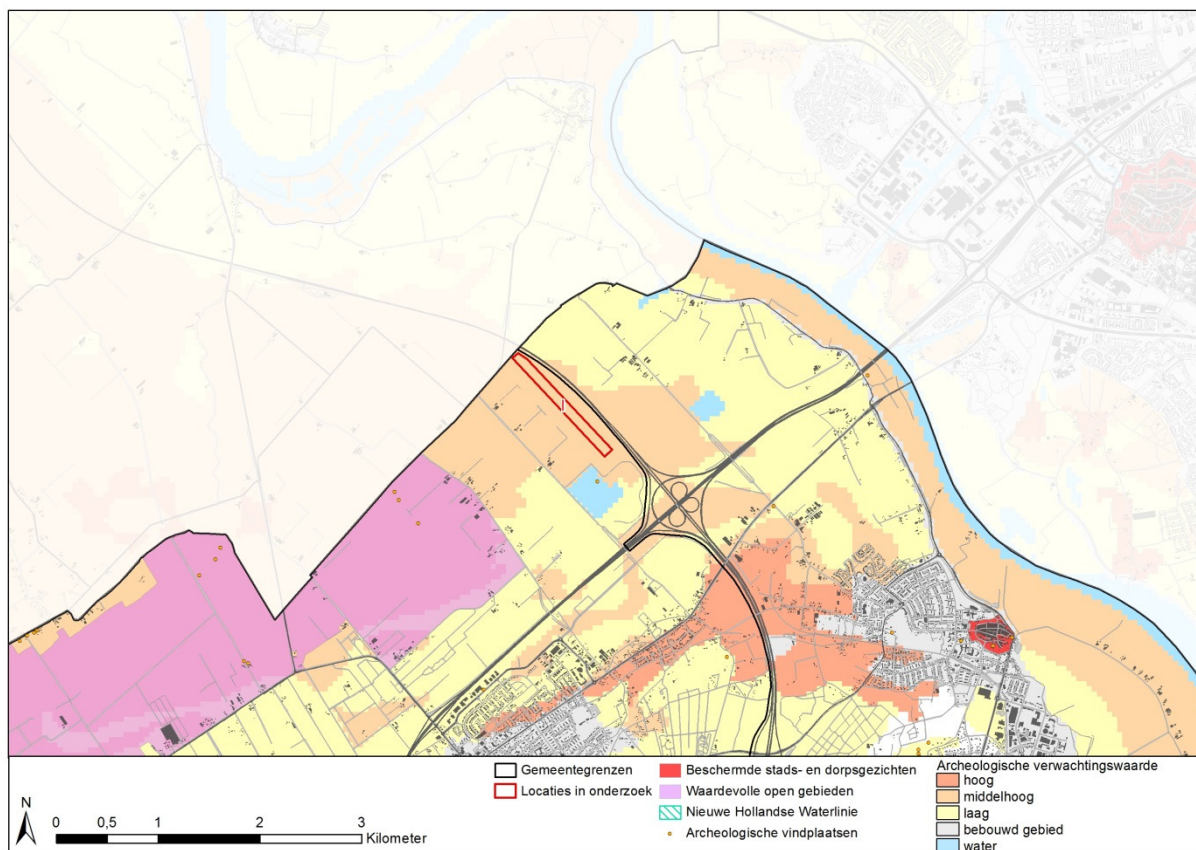 N
0 0,5 1 2 3
Kilometer
Gemeentegrenzen
Locaties in onderzoek
Beschermde stads- en dorpsgezichten
Waardevolle open gebieden
Nieuwe Hollandse Waterlinie
Archeologische vindplaatsen
Archeologische verwachtingswaarde
hoog
middelhoog
laag
bebouwd gebied
water